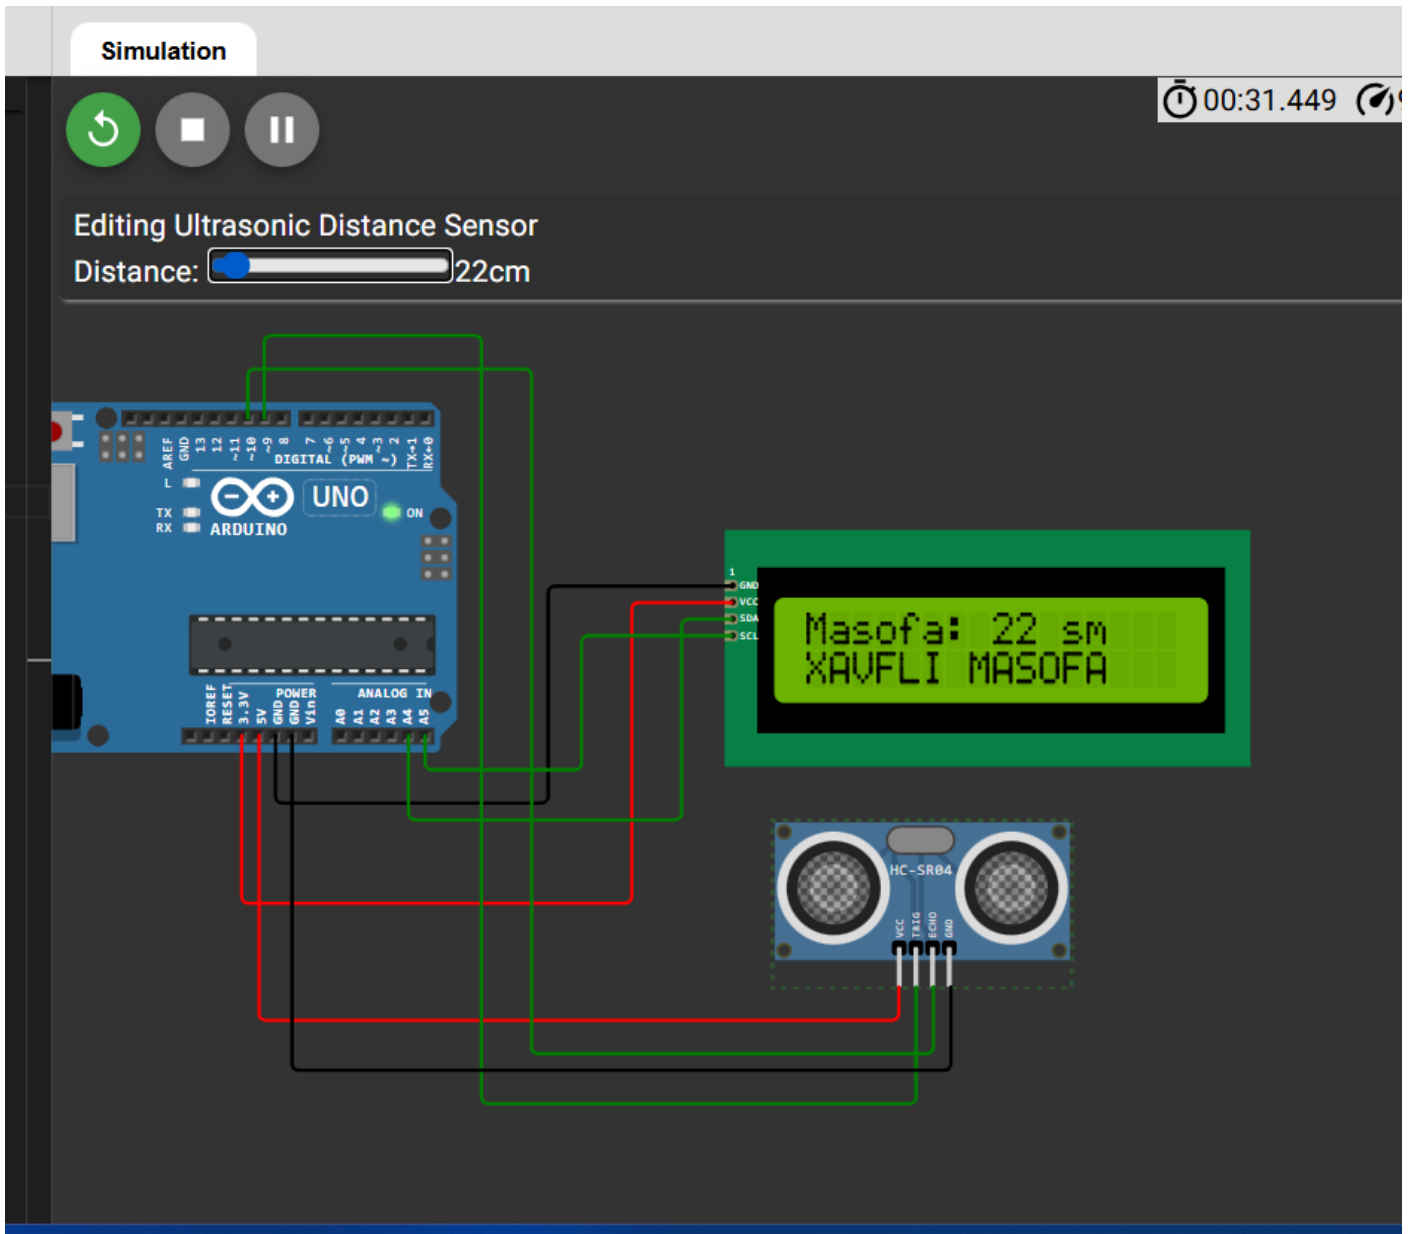 Simulation
00:31.449
Editing Ultrasonic Distance Sensor
Distance: 22cm
AREF GND 13 12 ~11 ~10 ~9 8 7 ~6 ~5 4 ~3 2 TX→1 RX←0
DIGITAL (PWM ~)
L
UNO
TX
ON
RX
ARDUINO
1
GND
VCC
SDA
SCL
Masofa: 22 sm
XAVFLI MASOFA
POWER
ANALOG IN
IOREF RESET 3.3V 5V GND GND Vin A0 A1 A2 A3 A4 A5
HC-SR04
VCC TRIG ECHO GND